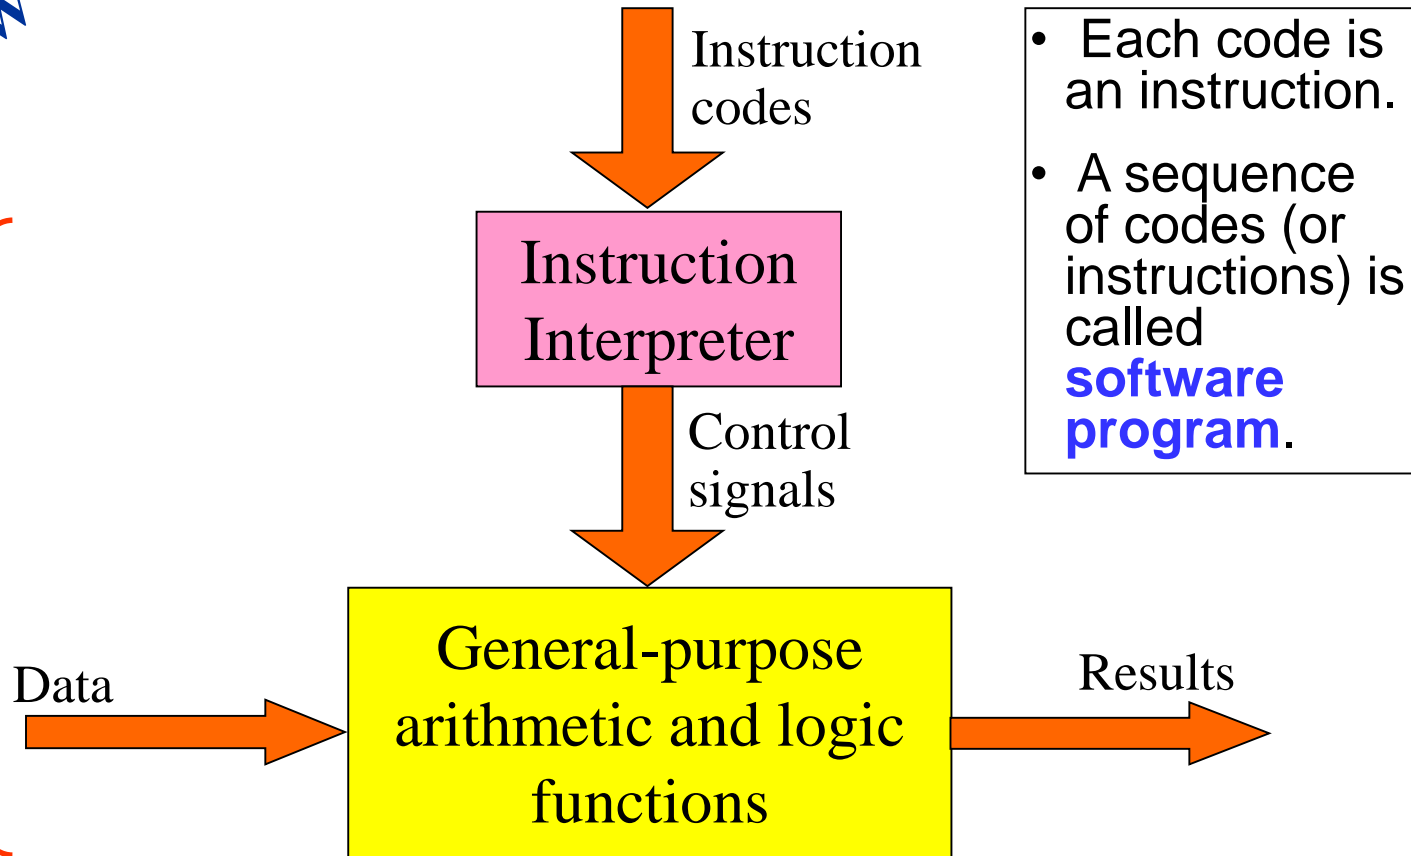 Instruction
codes
Instruction
Interpreter
Control
signals
Data
General-purpose
arithmetic and logic
functions
Results
• Each code is
an instruction.
• A sequence
of codes (or
instructions) is
called
software
program.